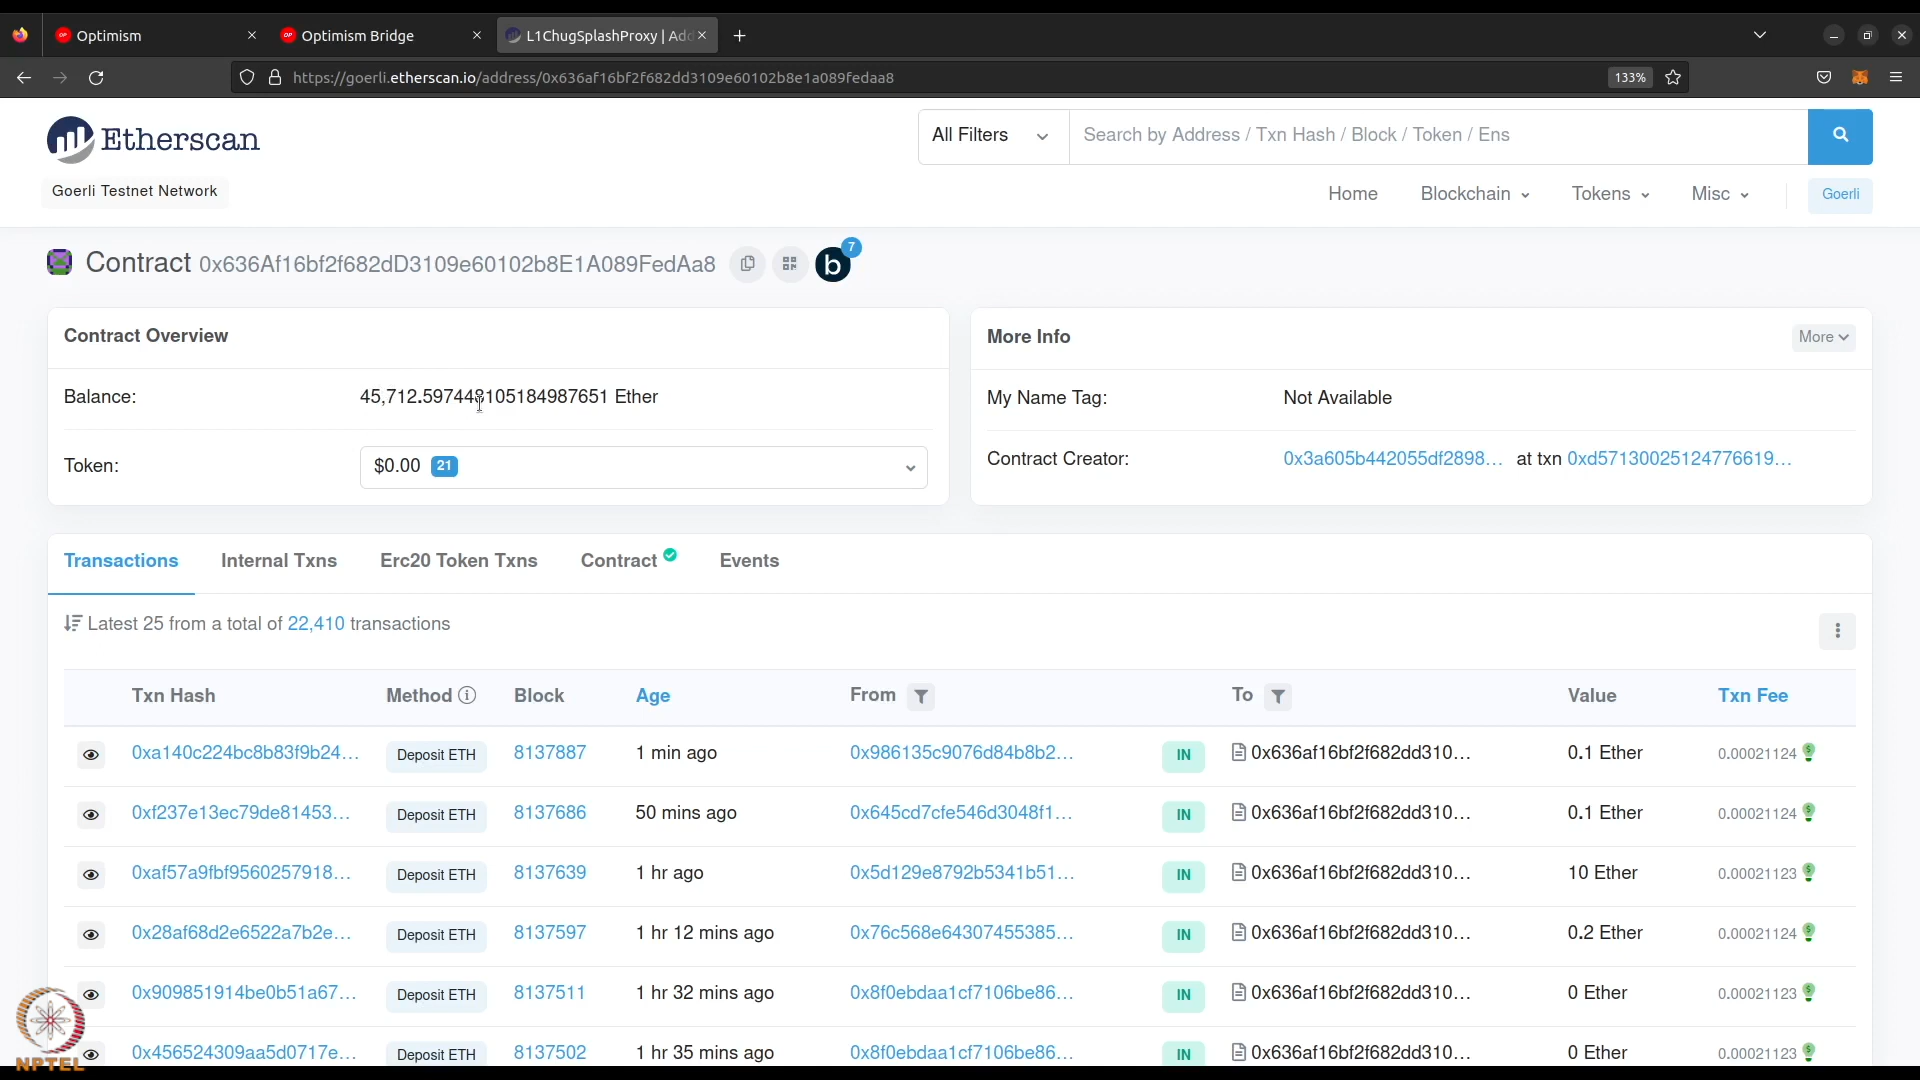 Optimism
Optimism Bridge
L1ChugSplashProxy | Add
https://goerli.etherscan.io/address/0x636af16bf2f682dd3109e60102b8e1a089fedaa8
133%
Etherscan
All Filters
Search by Address / Txn Hash / Block / Token / Ens
Goerli Testnet Network
Home Blockchain Tokens Misc Goerli
Contract 0x636Af16bf2f682dD3109e60102b8E1A089FedAa8 b 7
Contract Overview
Balance: 45,712.597448105184987651 Ether
Token: $0.00 21
More Info
More
My Name Tag: Not Available
Contract Creator: 0x3a605b442055df2898... at txn 0xd57130025124776619...
Transactions Internal Txns Erc20 Token Txns Contract Events
Latest 25 from a total of 22,410 transactions
Txn Hash Method Block Age From To Value Txn Fee
0xa140c224bc8b83f9b24... Deposit ETH 8137887 1 min ago 0x986135c9076d84b8b2... IN 0x636af16bf2f682dd310... 0.1 Ether 0.00021124
0xf237e13ec79de81453... Deposit ETH 8137686 50 mins ago 0x645cd7cfe546d3048f1... IN 0x636af16bf2f682dd310... 0.1 Ether 0.00021124
0xaf57a9fbf9560257918... Deposit ETH 8137639 1 hr ago 0x5d129e8792b5341b51... IN 0x636af16bf2f682dd310... 10 Ether 0.00021123
0x28af68d2e6522a7b2e... Deposit ETH 8137597 1 hr 12 mins ago 0x76c568e64307455385... IN 0x636af16bf2f682dd310... 0.2 Ether 0.00021124
0x909851914be0b51a67... Deposit ETH 8137511 1 hr 32 mins ago 0x8f0ebdaa1cf7106be86... IN 0x636af16bf2f682dd310... 0 Ether 0.00021123
0x456524309aa5d0717e... Deposit ETH 8137502 1 hr 35 mins ago 0x8f0ebdaa1cf7106be86... IN 0x636af16bf2f682dd310... 0 Ether 0.00021123
NPTEL